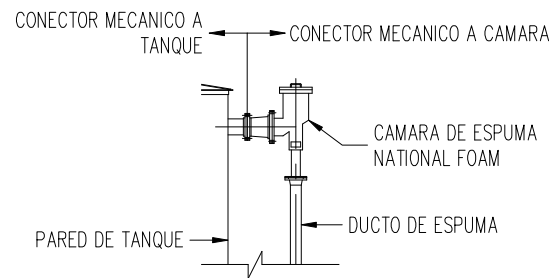 CONECTOR MECANICO A
TANQUE
CONECTOR MECANICO A CAMARA
CAMARA DE ESPUMA
NATIONAL FOAM
DUCTO DE ESPUMA
PARED DE TANQUE